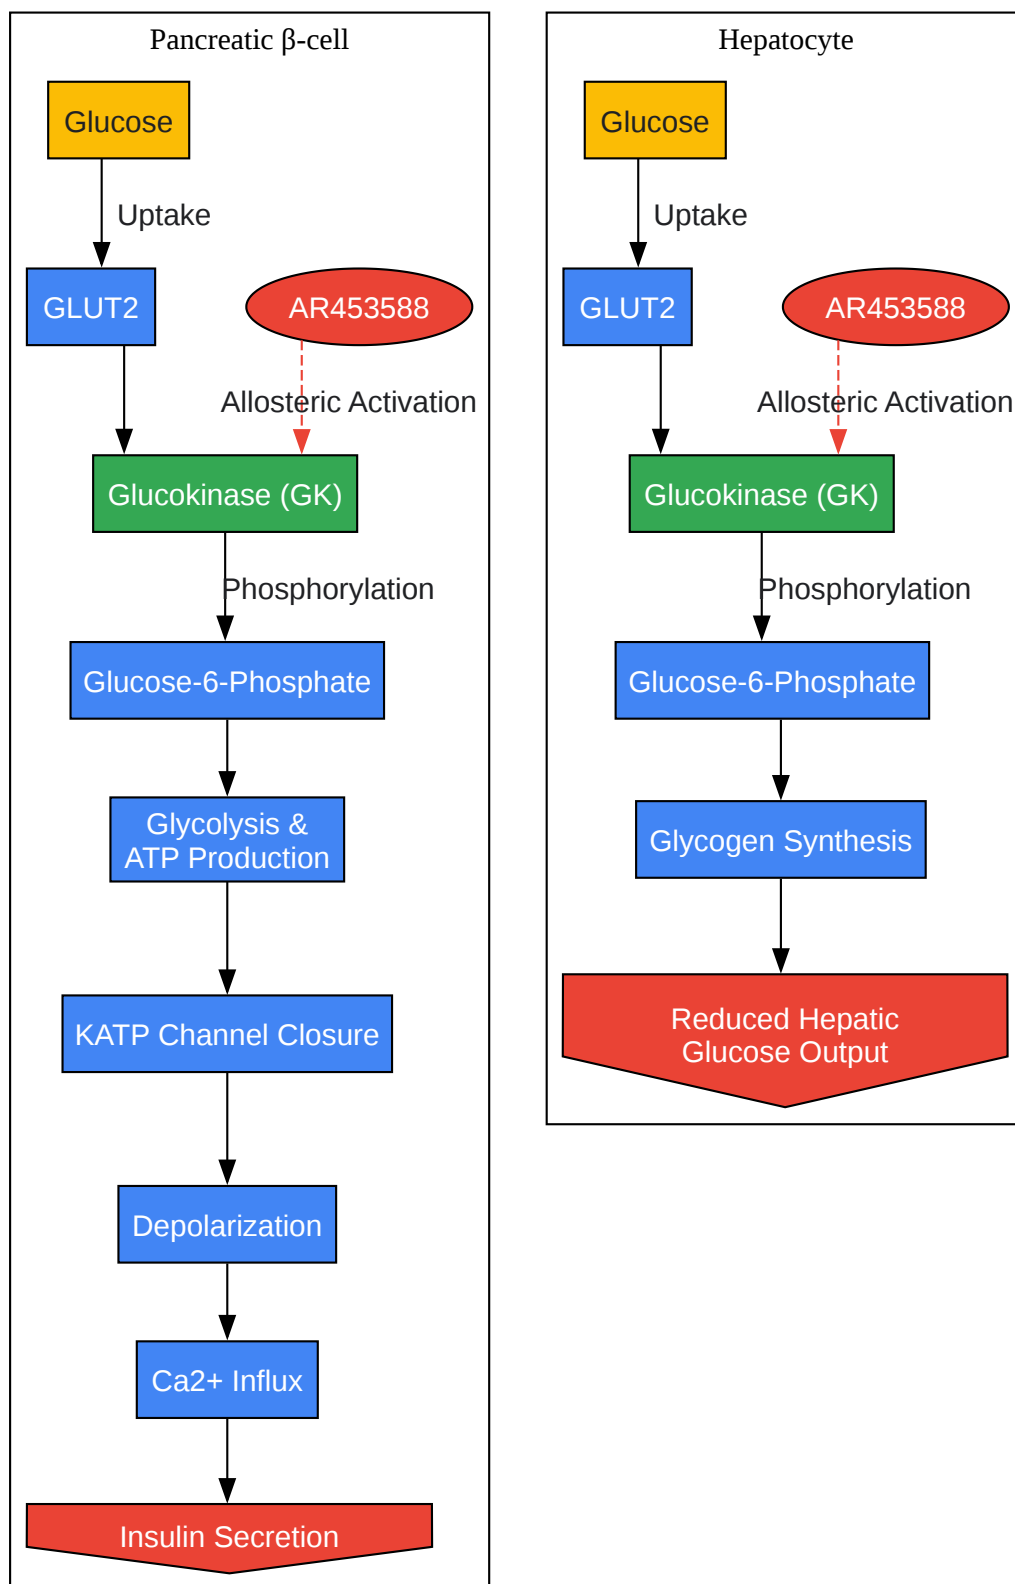 Pancreatic β-cell
Glucose
Uptake
GLUT2
AR453588
Allosteric Activation
Glucokinase (GK)
Phosphorylation
Glucose-6-Phosphate
Glycolysis &
ATP Production
KATP Channel Closure
Depolarization
Ca2+ Influx
Insulin Secretion
Hepatocyte
Glucose
Uptake
GLUT2
AR453588
Allosteric Activation
Glucokinase (GK)
Phosphorylation
Glucose-6-Phosphate
Glycogen Synthesis
Reduced Hepatic
Glucose Output